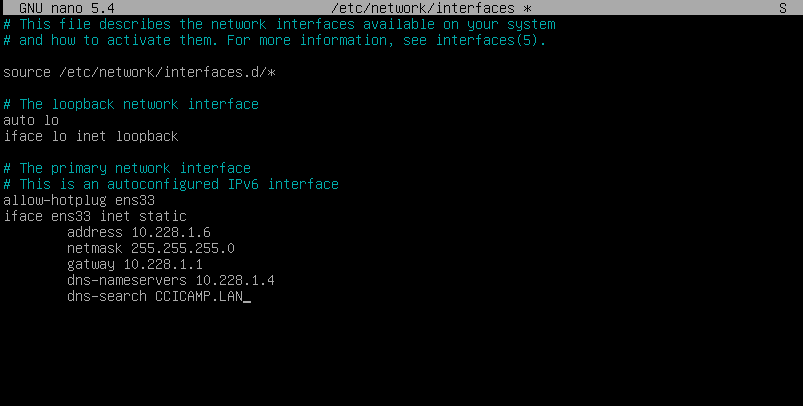 GNU nano 5.4 /etc/network/interfaces * S
# This file describes the network interfaces available on your system
# and how to activate them. For more information, see interfaces(5).
source /etc/network/interfaces.d/*
# The loopback network interface
auto lo
iface lo inet loopback
# The primary network interface
# This is an autoconfigured IPv6 interface
allow-hotplug ens33
iface ens33 inet static
address 10.228.1.6
netmask 255.255.255.0
gatway 10.228.1.1
dns-nameservers 10.228.1.4
dns-search CCICAMP.LAN